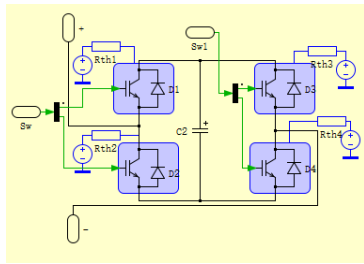 +
Sw1
Rth1
Rth3
D1
D3
Sw
+
C2
Rth2
Rth4
D2
D4
-